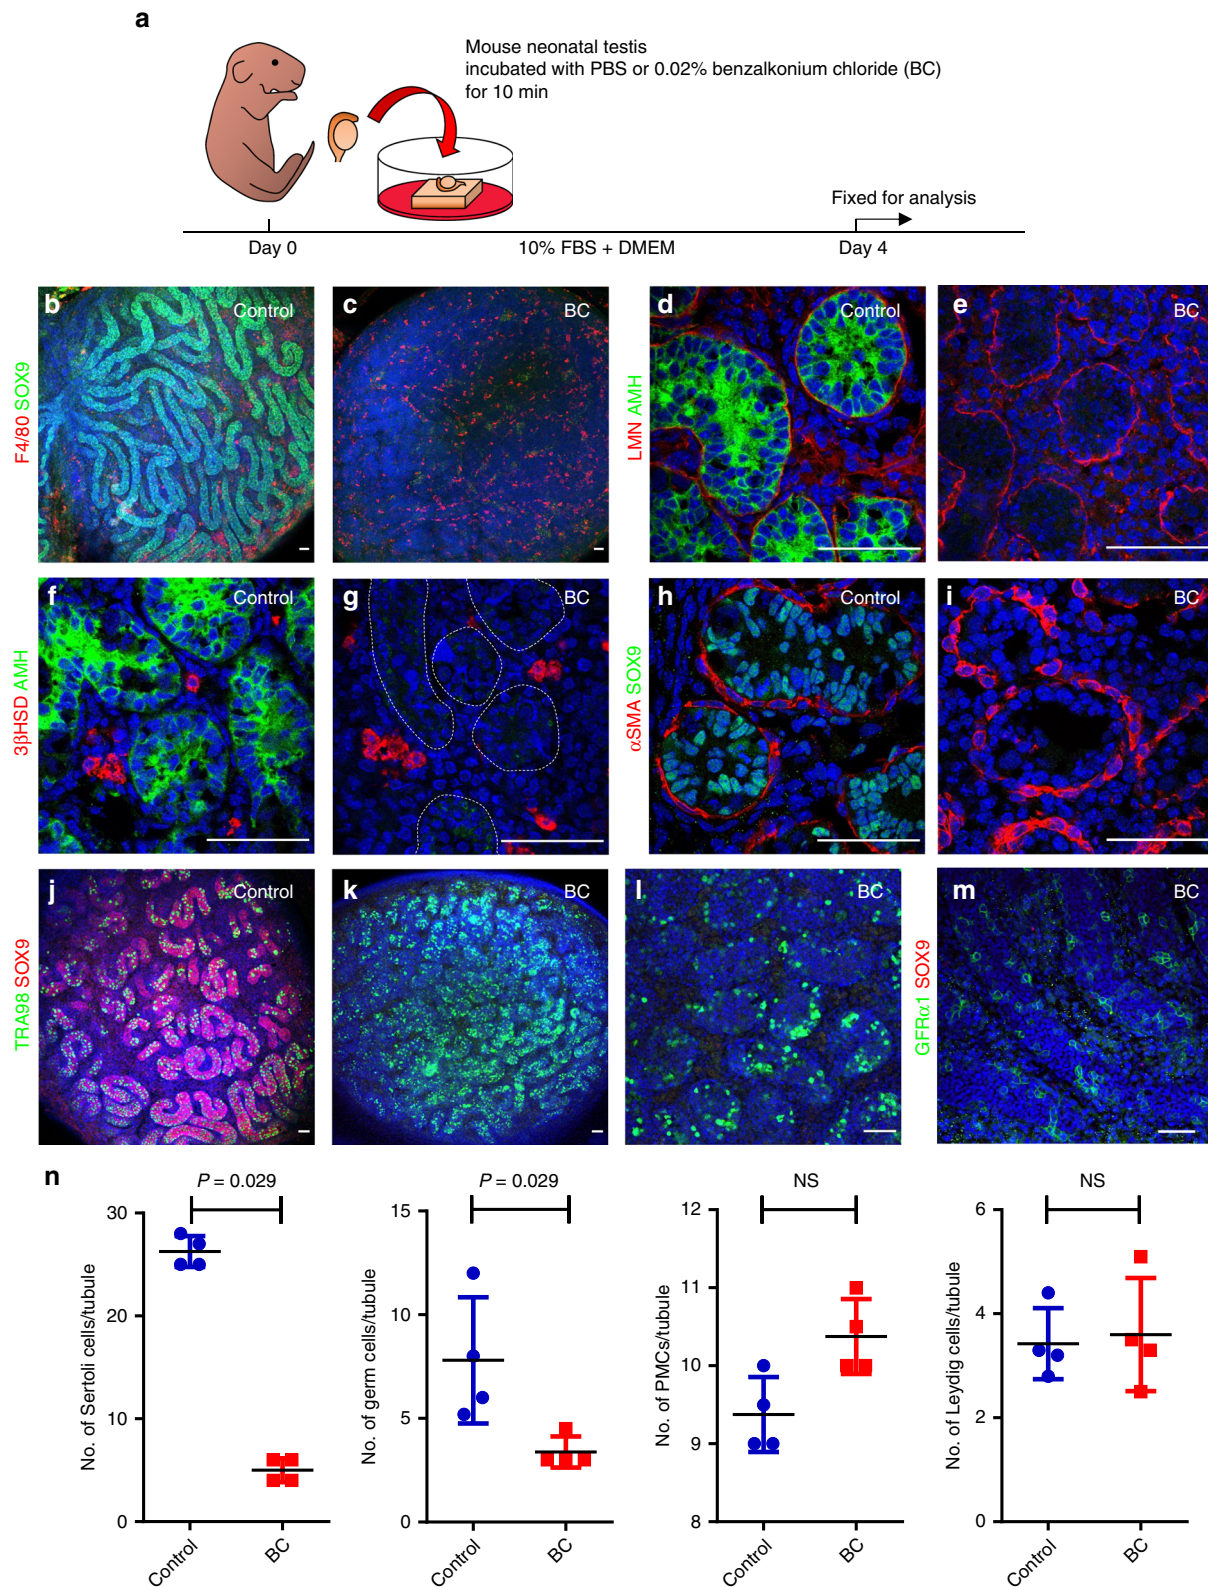 a
Mouse neonatal testis
incubated with PBS or 0.02% benzalkonium chloride (BC)
for 10 min
Fixed for analysis
Day 0
10% FBS + DMEM
Day 4
b
Control
c
BC
d
Control
e
BC
F4/80 SOX9
LMN AMH
f
Control
g
BC
h
Control
i
BC
3βHSD AMH
αSMA SOX9
j
Control
k
BC
l
BC
m
BC
TRA98 SOX9
GFRα1 SOX9
n
P = 0.029
No. of Sertoli cells/tubule
30
20
10
0
Control
BC
P = 0.029
No. of germ cells/tubule
15
10
5
0
Control
BC
NS
No. of PMCs/tubule
12
11
10
9
8
Control
BC
NS
No. of Leydig cells/tubule
6
4
2
0
Control
BC